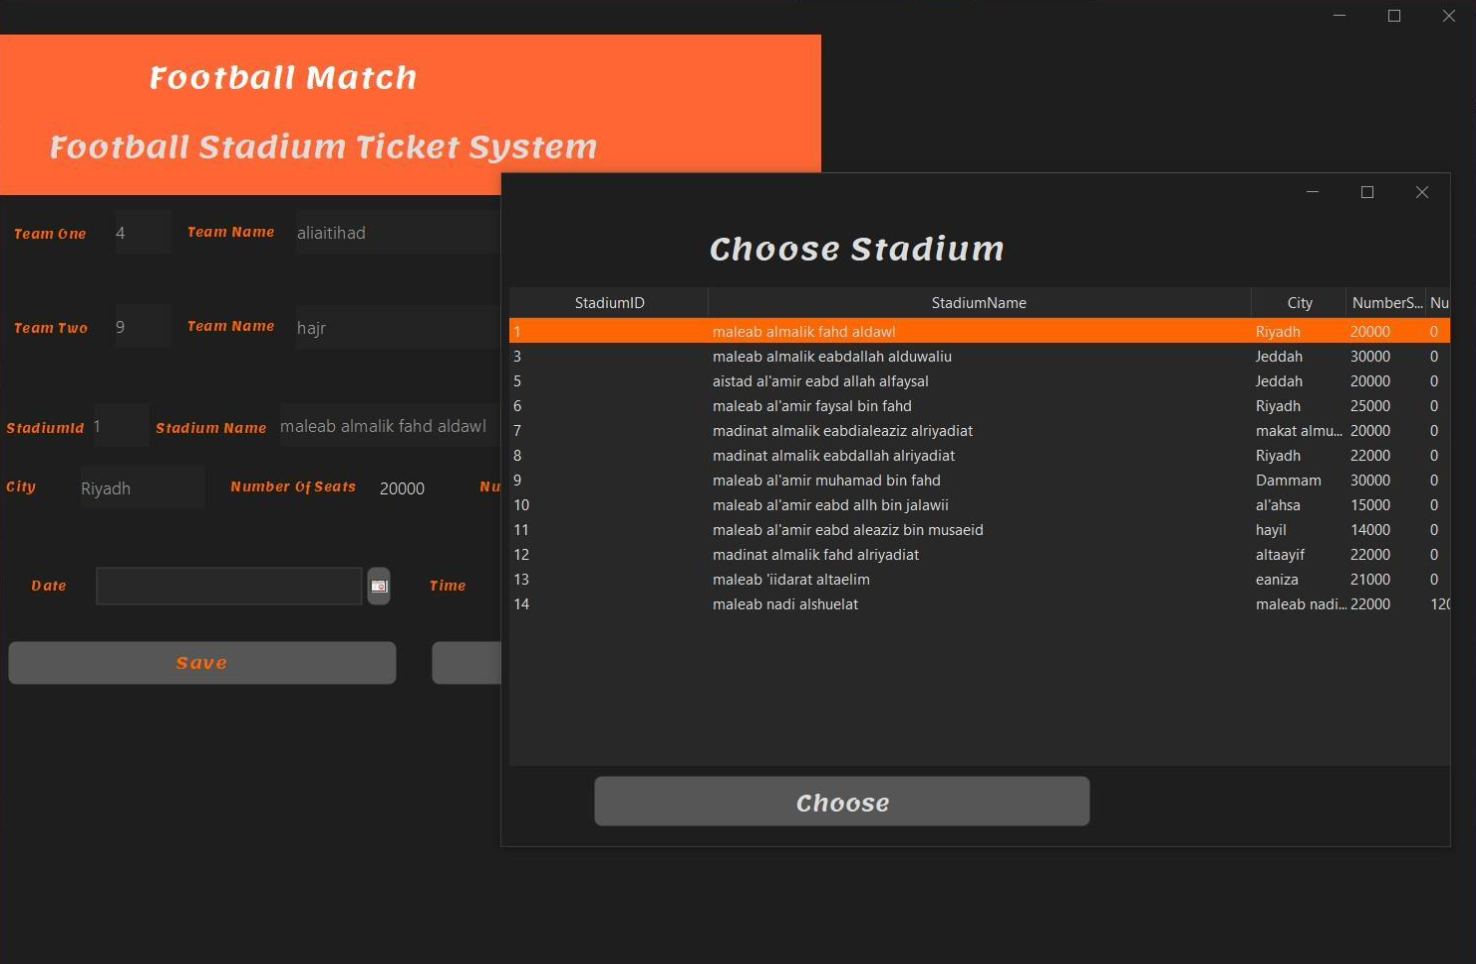 Football Match
Football Stadium Ticket System
Team One 4 Team Name aliaitihad
Team Two 9 Team Name hajr
StadiumId 1 Stadium Name maleab almalik fahd aldawl
City Riyadh Number Of Seats 20000 Nu
Date Time
Save
Choose Stadium
StadiumID StadiumName City NumberS... Nu
1 maleab almalik fahd aldawl Riyadh 20000 0
3 maleab almalik eabdallah alduwaliu Jeddah 30000 0
5 aistad al'amir eabd allah alfaysal Jeddah 20000 0
6 maleab al'amir faysal bin fahd Riyadh 25000 0
7 madinat almalik eabdialeaziz alriyadiat makat almu... 20000 0
8 madinat almalik eabdallah alriyadiat Riyadh 22000 0
9 maleab al'amir muhamad bin fahd Dammam 30000 0
10 maleab al'amir eabd allh bin jalawii al'ahsa 15000 0
11 maleab al'amir eabd aleaziz bin musaeid hayil 14000 0
12 madinat almalik fahd alriyadiat altaayif 22000 0
13 maleab 'iidarat altaelim eaniza 21000 0
14 maleab nadi alshuelat maleab nadi... 22000 120
Choose